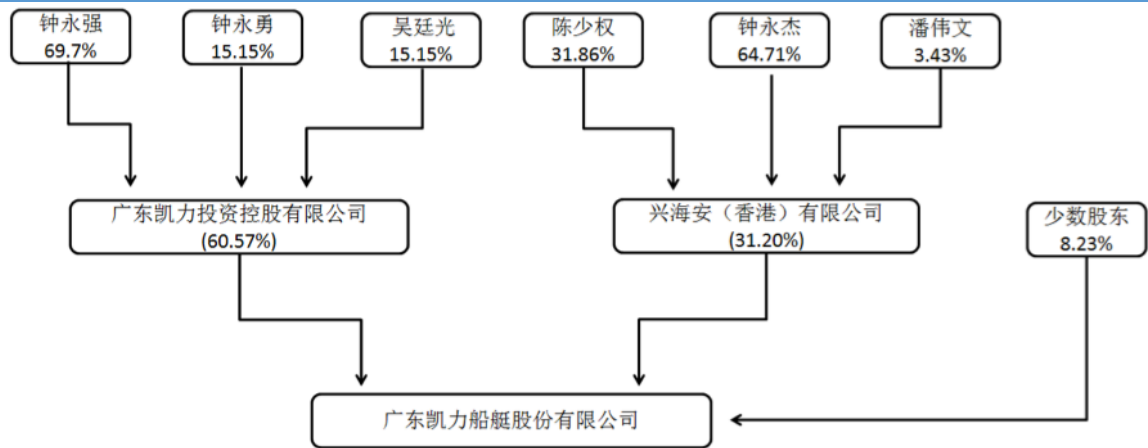 钟永强
69.7%
钟永勇
15.15%
吴廷光
15.15%
陈少权
31.86%
钟永杰
64.71%
潘伟文
3.43%
广东凯力投资控股有限公司
(60.57%)
兴海安（香港）有限公司
(31.20%)
少数股东
8.23%
广东凯力船艇股份有限公司